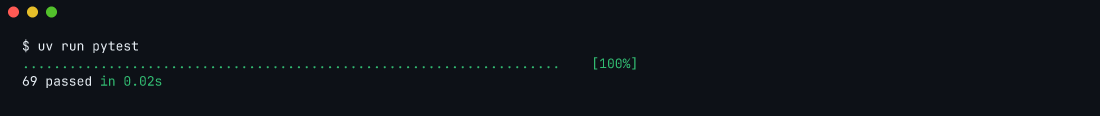 $ uv run pytest
..................................................................... [100%]
69 passed in 0.02s